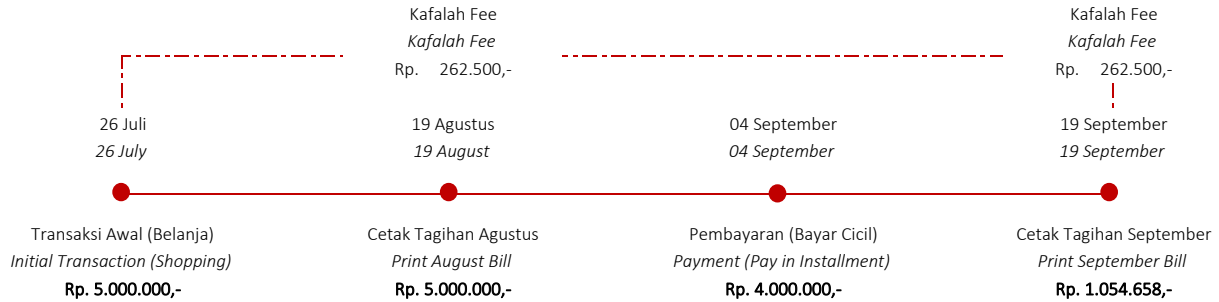 Kafalah Fee
Kafalah Fee
Rp. 262.500,-
Kafalah Fee
Kafalah Fee
Rp. 262.500,-
26 Juli
26 July
19 Agustus
19 August
04 September
04 September
19 September
19 September
Transaksi Awal (Belanja)
Initial Transaction (Shopping)
Rp. 5.000.000,-
Cetak Tagihan Agustus
Print August Bill
Rp. 5.000.000,-
Pembayaran (Bayar Cicil)
Payment (Pay in Installment)
Rp. 4.000.000,-
Cetak Tagihan September
Print September Bill
Rp. 1.054.658,-